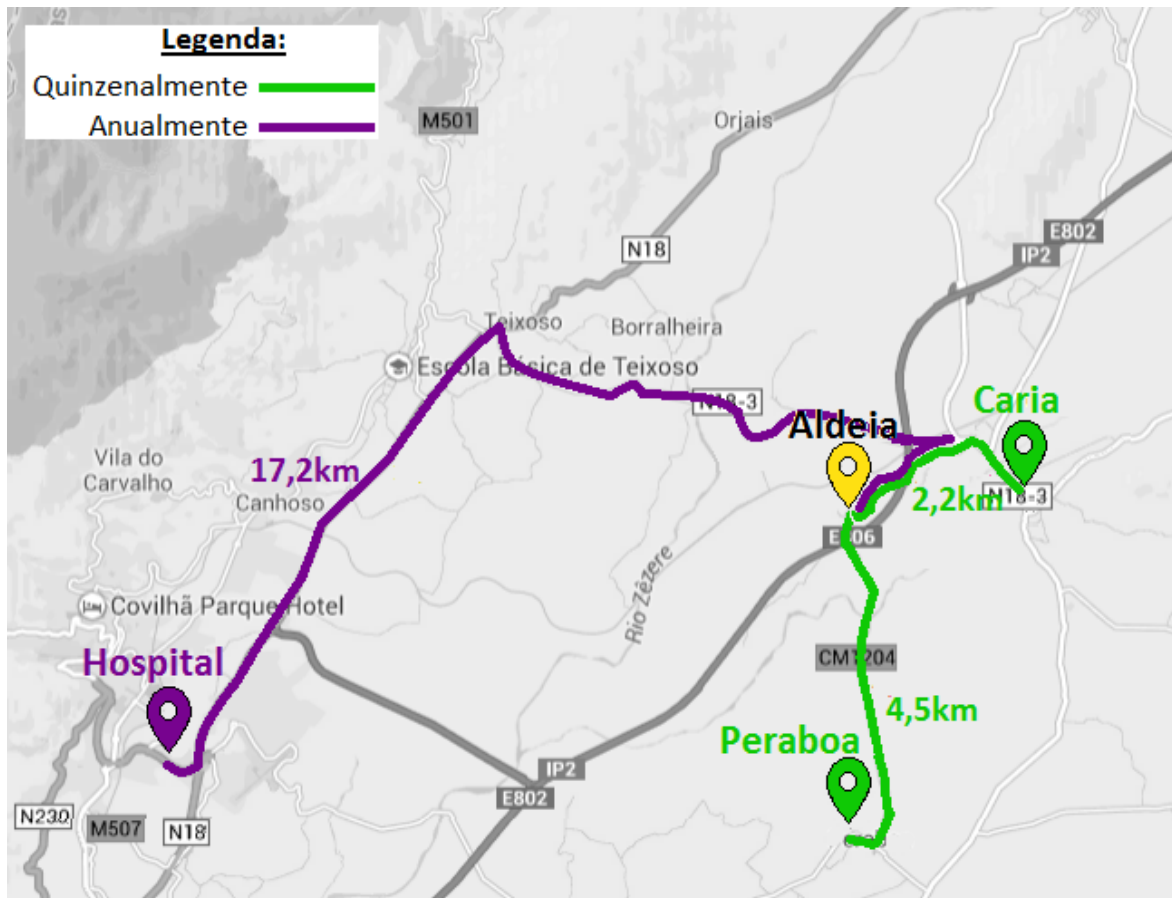 Legenda:
Quinzenalmente
Anualmente
M501
Orjais
E802
IP2
N18
Teixoso
Borralheira
Escola Básica de Teixoso
N18-3
Caria
Aldeia
Vila do
Carvalho
17,2km
Canhoso
2,2km
N18-3
Rio Zêzere
Covilhã Parque Hotel
Hospital
CM1204
4,5km
Peraboa
IP2
E802
N230
M507
N18